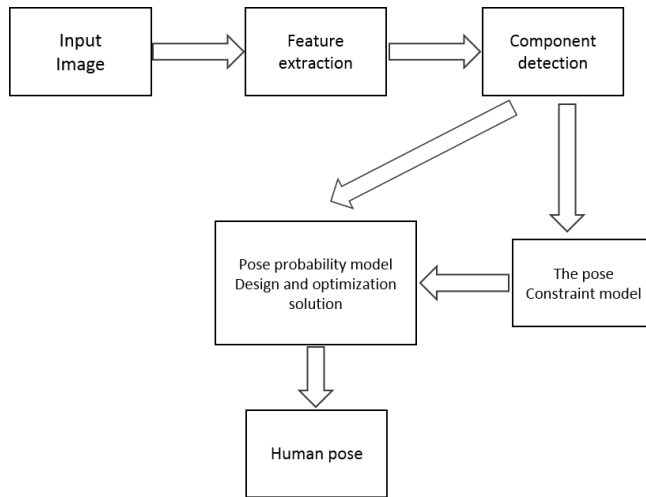 Input
Image
Feature
extraction
Component
detection
Pose probability model
Design and optimization
solution
The pose
Constraint model
Human pose